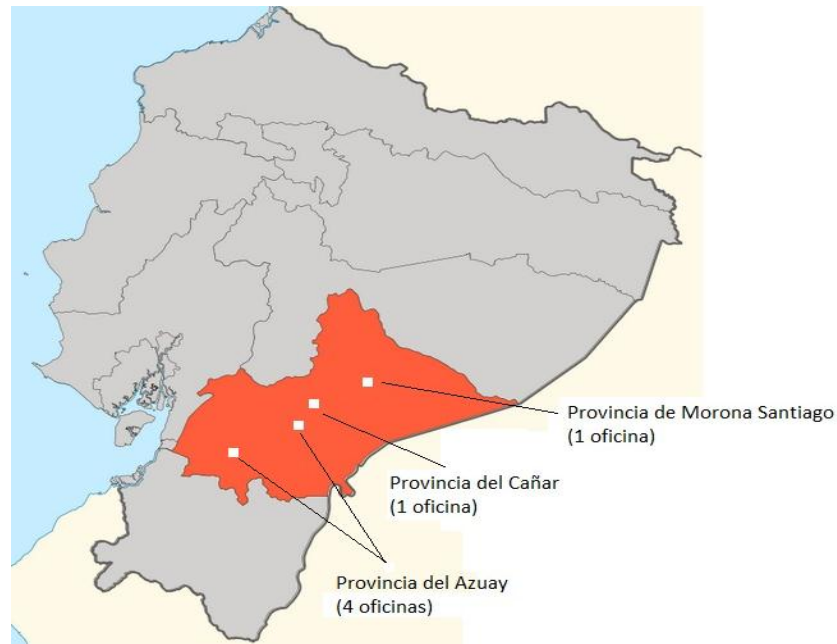 Provincia de Morona Santiago
(1 oficina)
Provincia del Cañar
(1 oficina)
Provincia del Azuay
(4 oficinas)